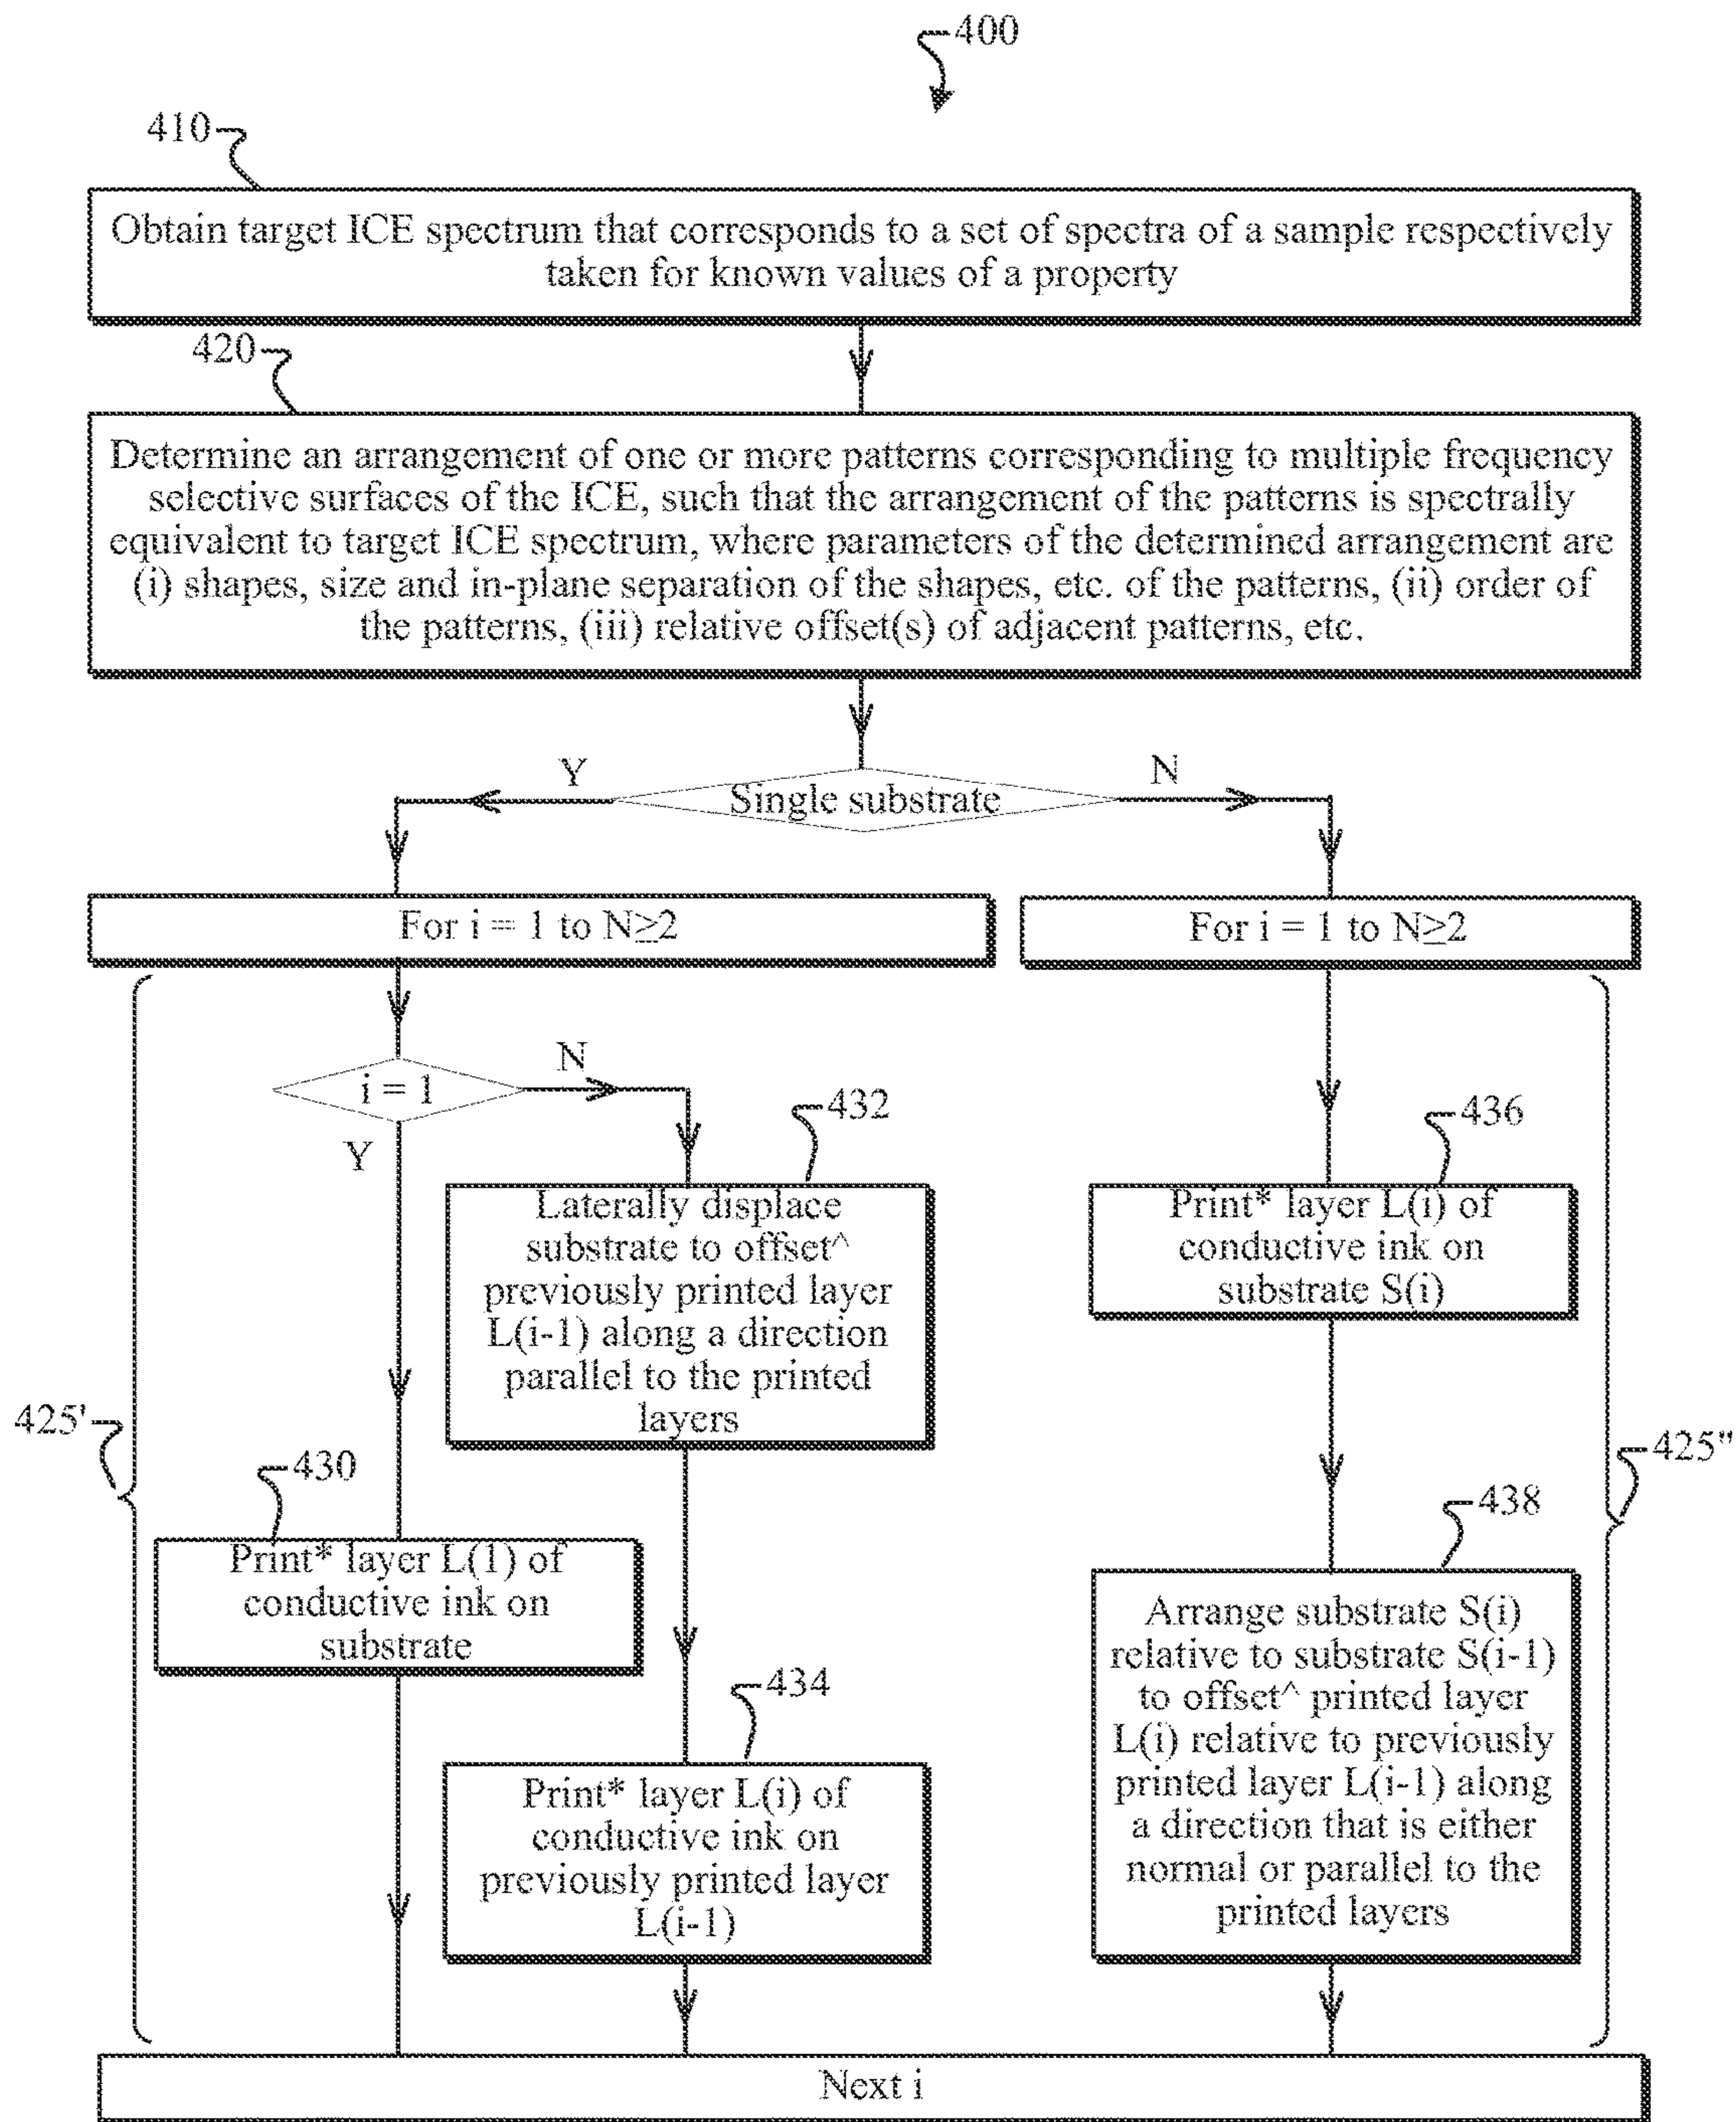 400
410
Obtain target ICE spectrum that corresponds to a set of spectra of a sample respectively
taken for known values of a property
420
Determine an arrangement of one or more patterns corresponding to multiple frequency
selective surfaces of the ICE, such that the arrangement of the patterns is spectrally
equivalent to target ICE spectrum, where parameters of the determined arrangement are
(i) shapes, size and in-plane separation of the shapes, etc. of the patterns, (ii) order of
the patterns, (iii) relative offset(s) of adjacent patterns, etc.
Y
Single substrate
N
For i = 1 to N≥2
For i = 1 to N≥2
425'
i = 1
N
Y
432
Laterally displace
substrate to offset^
previously printed layer
L(i-1) along a direction
parallel to the printed
layers
430
Print* layer L(1) of
conductive ink on
substrate
434
Print* layer L(i) of
conductive ink on
previously printed layer
L(i-1)
436
Print* layer L(i) of
conductive ink on
substrate S(i)
425"
438
Arrange substrate S(i)
relative to substrate S(i-1)
to offset^ printed layer
L(i) relative to previously
printed layer L(i-1) along
a direction that is either
normal or parallel to the
printed layers
Next i